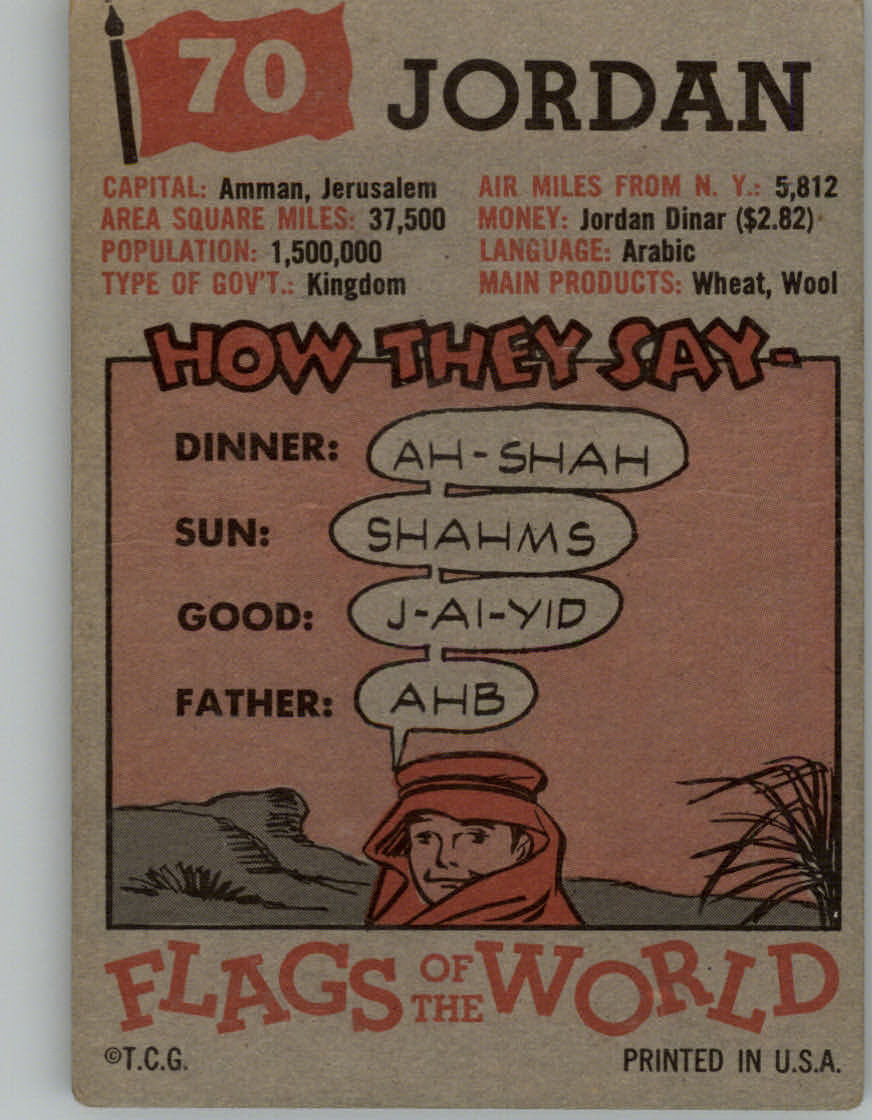 70 JORDAN
CAPITAL: Amman, Jerusalem
AREA SQUARE MILES: 37,500
POPULATION: 1,500,000
TYPE OF GOV'T.: Kingdom
AIR MILES FROM N. Y.: 5,812
MONEY: Jordan Dinar ($2.82)
LANGUAGE: Arabic
MAIN PRODUCTS: Wheat, Wool
HOW THEY SAY-
DINNER: AH-SHAH
SUN: SHAHMS
GOOD: J-AI-YID
FATHER: AHB
FLAGS OF THE WORLD
©T.C.G. PRINTED IN U.S.A.